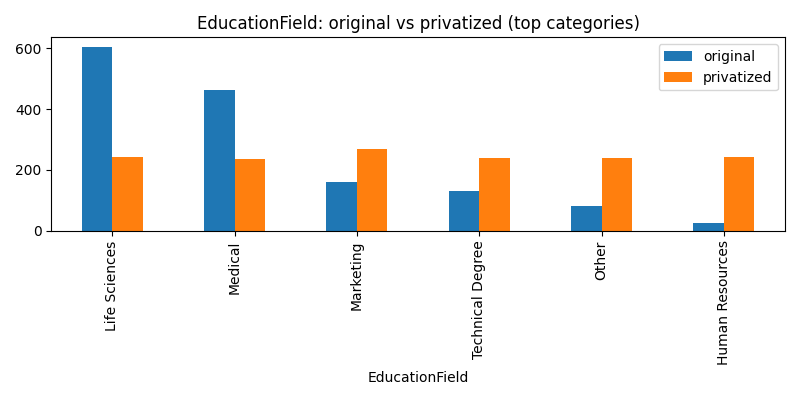 EducationField: original vs privatized (top categories)
original
privatized
600
400
200
0
Life Sciences
Medical
Marketing
Technical Degree
Other
Human Resources
EducationField